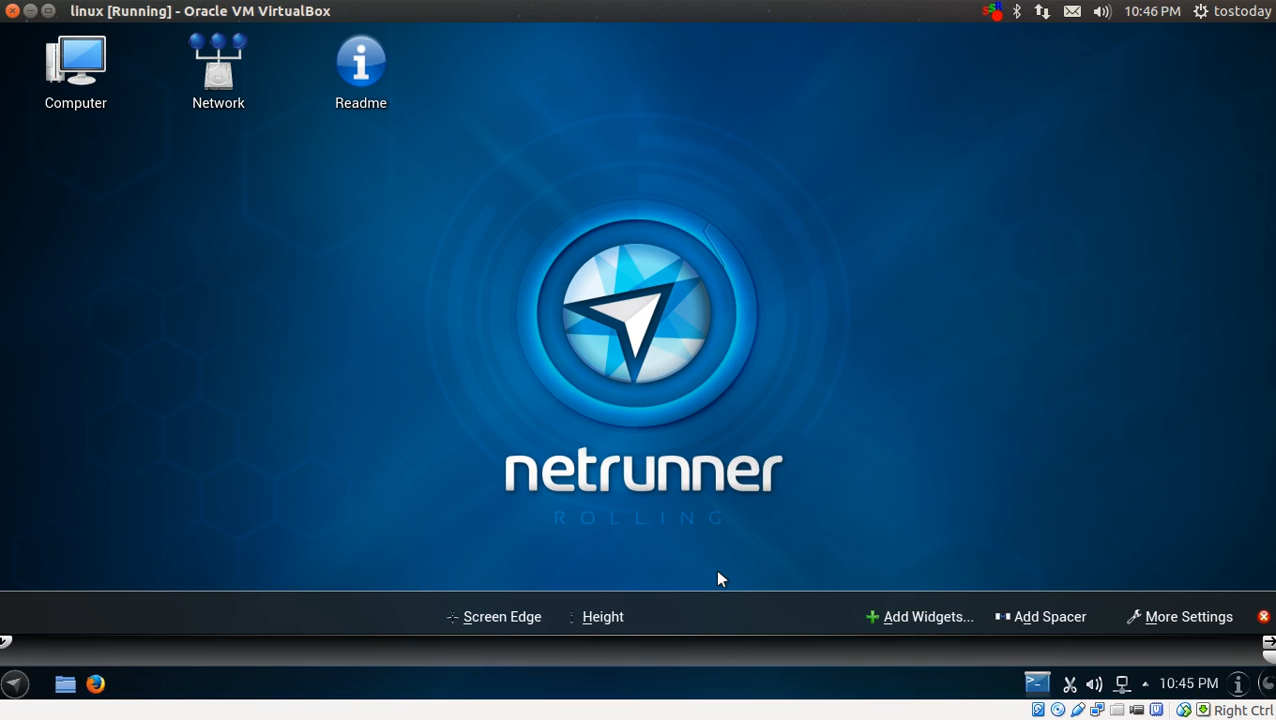 linux [Running] - Oracle VM VirtualBox
10:46 PM
tostoday
Computer
Network
Readme
netrunner
ROLLING
Screen Edge
Height
Add Widgets...
Add Spacer
More Settings
10:45 PM
Right Ctrl